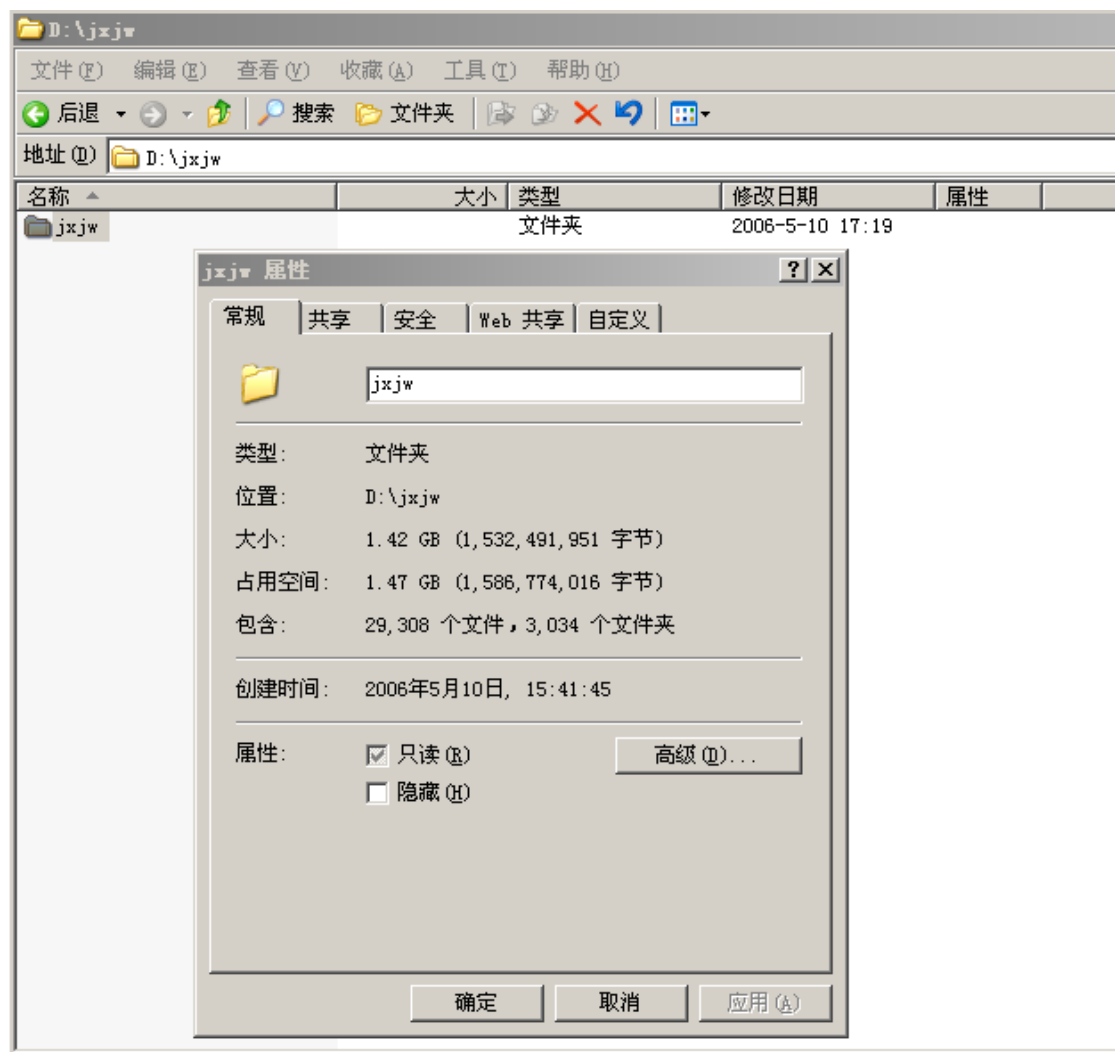 D:\jxjw
文件(F) 编辑(E) 查看(V) 收藏(A) 工具(T) 帮助(H)
后退 搜索 文件夹
地址(D) D:\jxjw
名称 大小 类型 修改日期 属性
jxjw 文件夹 2006-5-10 17:19
jxjw 属性
常规 共享 安全 Web 共享 自定义
jxjw
类型: 文件夹
位置: D:\jxjw
大小: 1.42 GB (1,532,491,951 字节)
占用空间: 1.47 GB (1,586,774,016 字节)
包含: 29,308 个文件，3,034 个文件夹
创建时间: 2006年5月10日, 15:41:45
属性: 只读(R) 高级(D)...
隐藏(H)
确定 取消 应用(A)